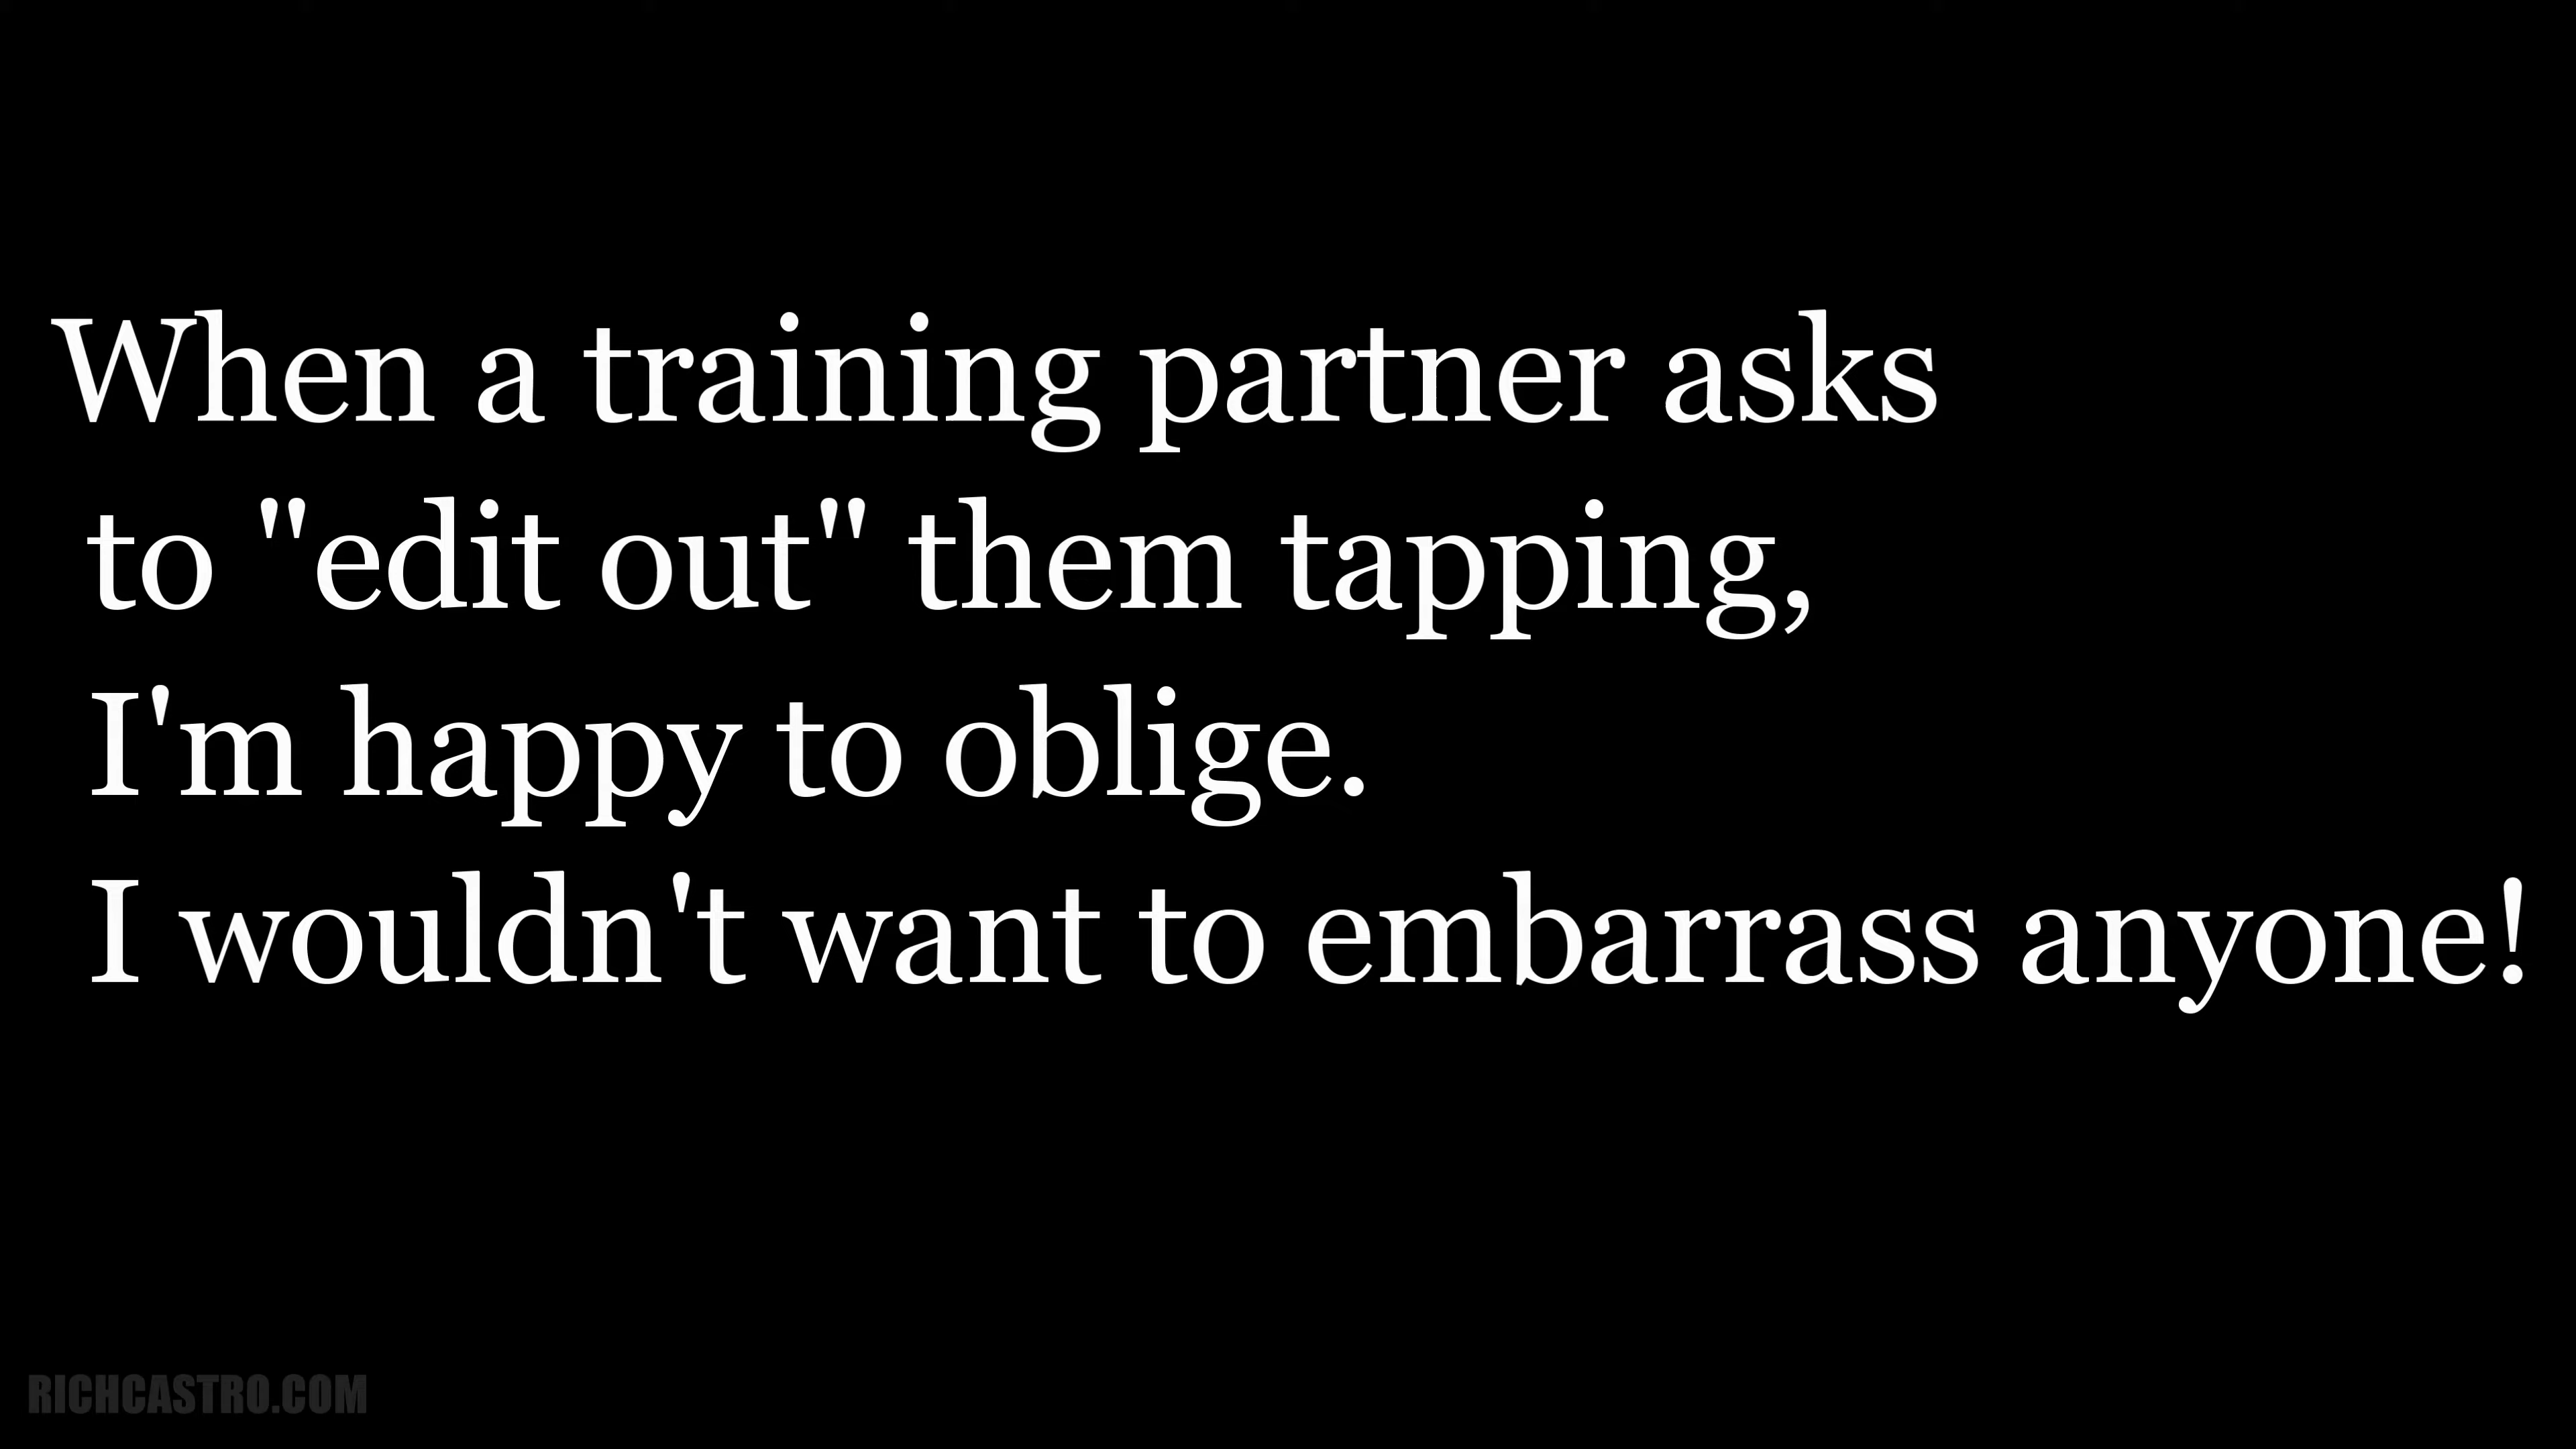 When a training partner asks
to "edit out" them tapping,
I'm happy to oblige.
I wouldn't want to embarrass anyone!
RICHCASTRO.COM